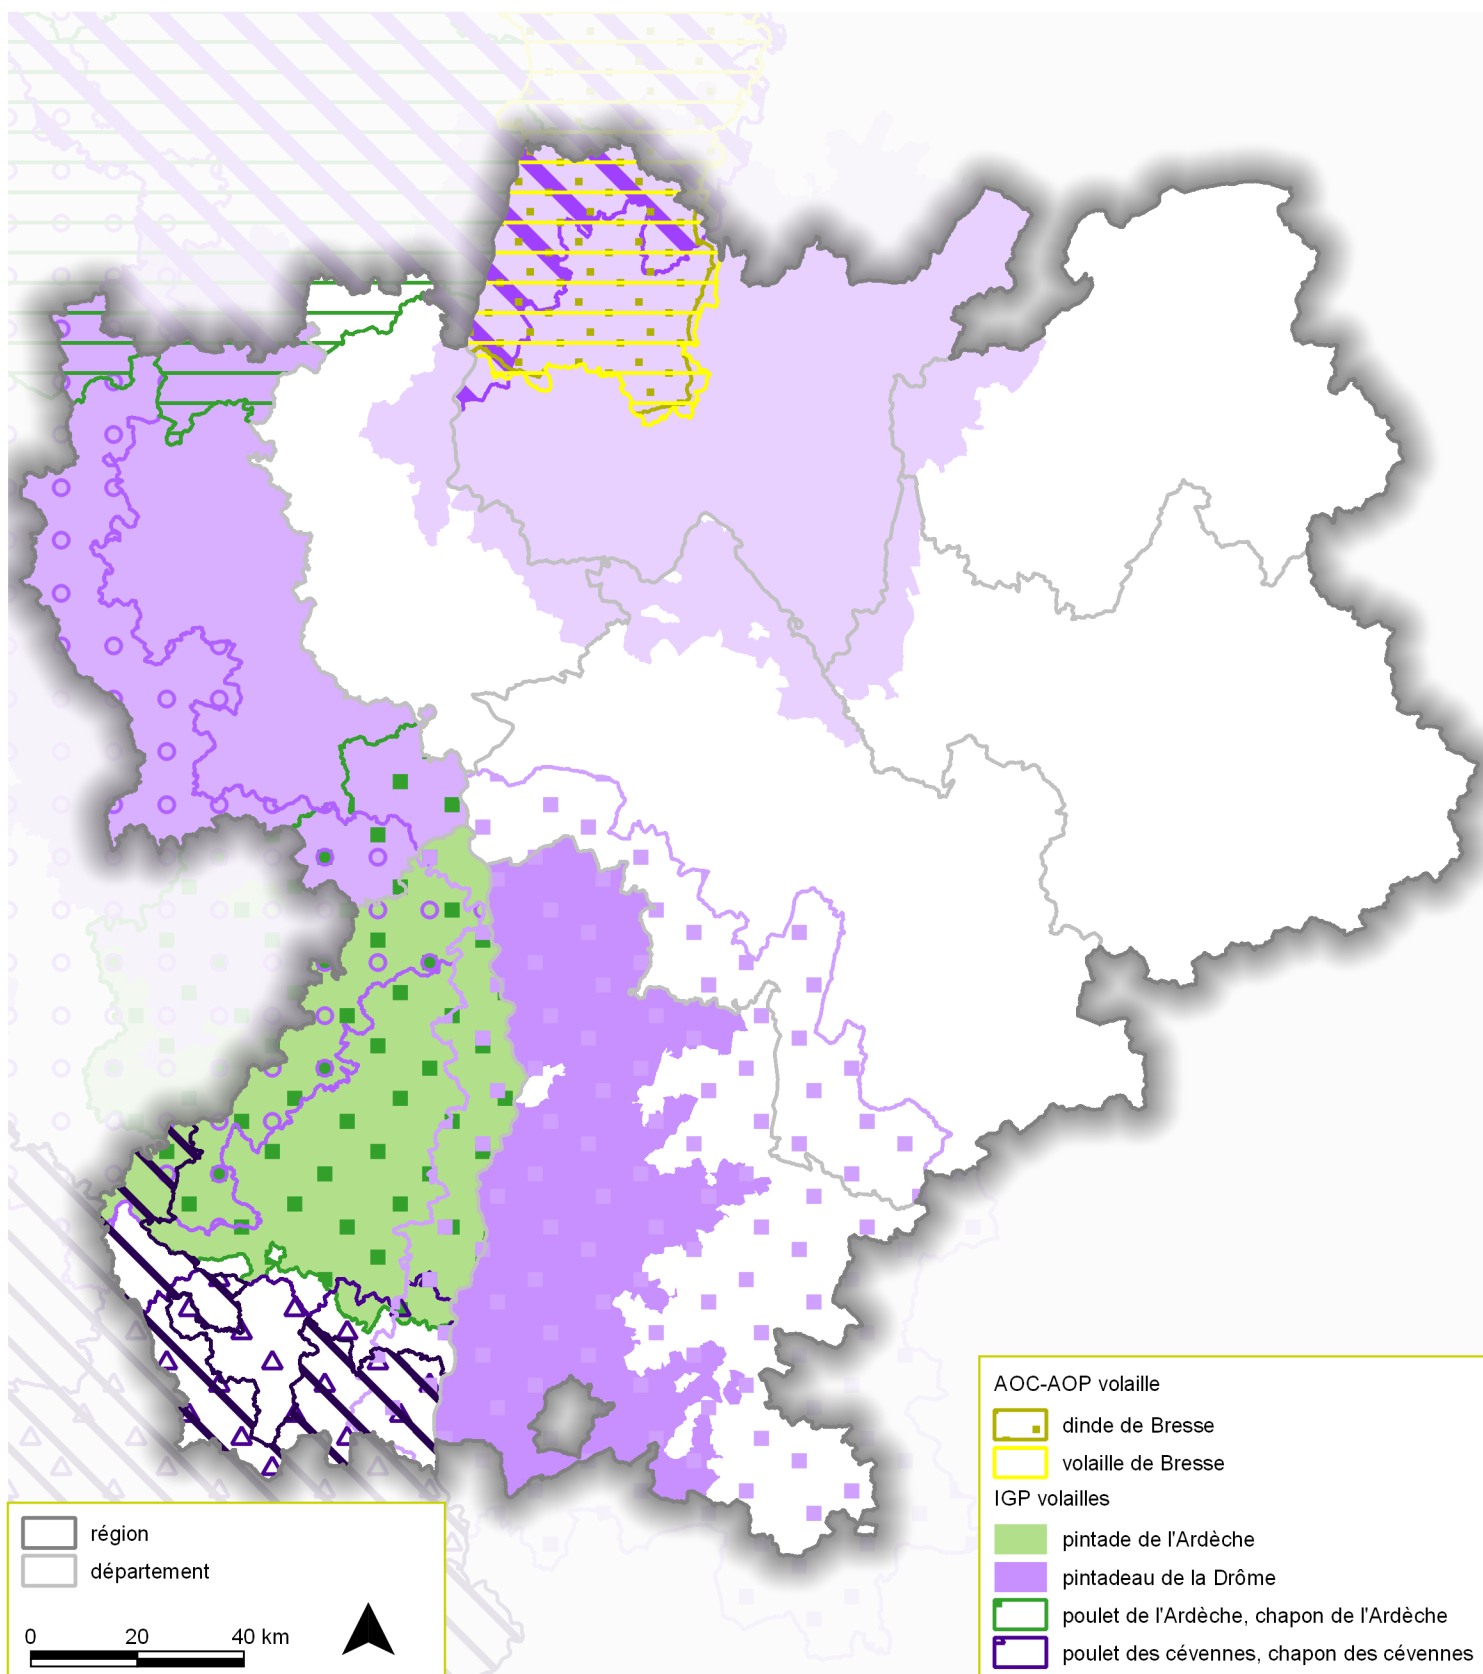 AOC-AOP volaille
dinde de Bresse
volaille de Bresse
IGP volailles
pintade de l'Ardèche
pintadeau de la Drôme
poulet de l'Ardèche, chapon de l'Ardèche
poulet des cévennes, chapon des cévennes
région
département
0 20 40 km